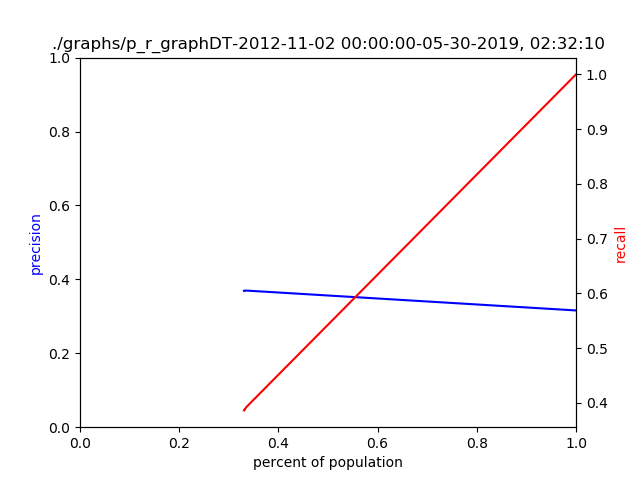 ./graphs/p_r_graphDT-2012-11-02 00:00:00-05-30-2019, 02:32:10
1.0
0.8
0.6
0.4
0.2
0.0
precision
0.0 0.2 0.4 0.6 0.8 1.0
percent of population
1.0
0.9
0.8
0.7
0.6
0.5
0.4
recall